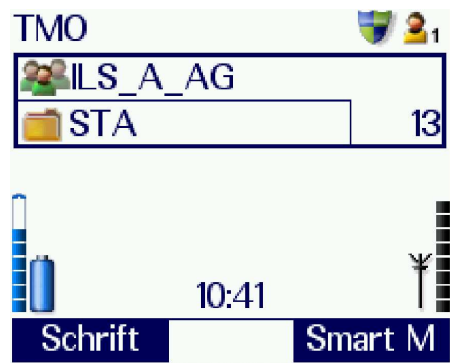 TMO
1
ILS_A_AG
STA 13
10:41
Schrift Smart M